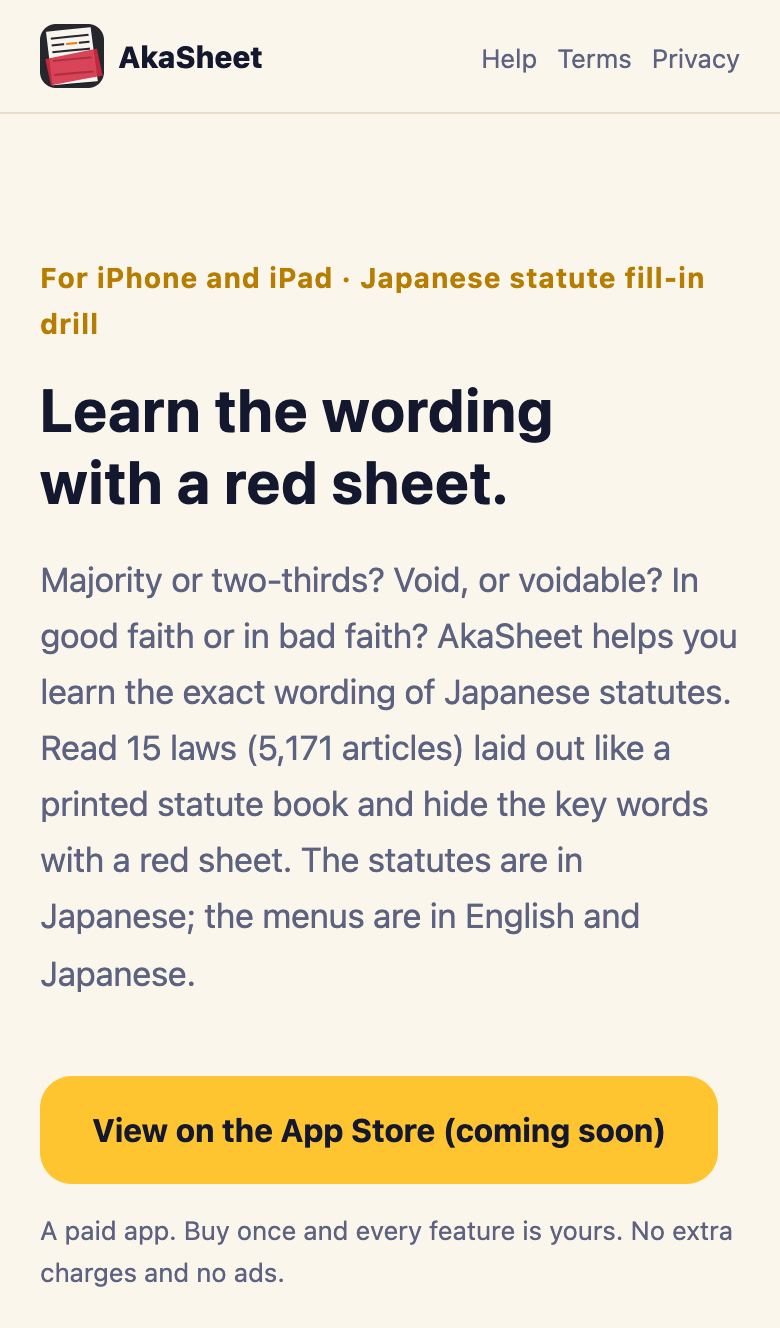 AkaSheet
Help Terms Privacy
For iPhone and iPad · Japanese statute fill-in
drill
Learn the wording
with a red sheet.
Majority or two-thirds? Void, or voidable? In
good faith or in bad faith? AkaSheet helps you
learn the exact wording of Japanese statutes.
Read 15 laws (5,171 articles) laid out like a
printed statute book and hide the key words
with a red sheet. The statutes are in
Japanese; the menus are in English and
Japanese.
View on the App Store (coming soon)
A paid app. Buy once and every feature is yours. No extra
charges and no ads.